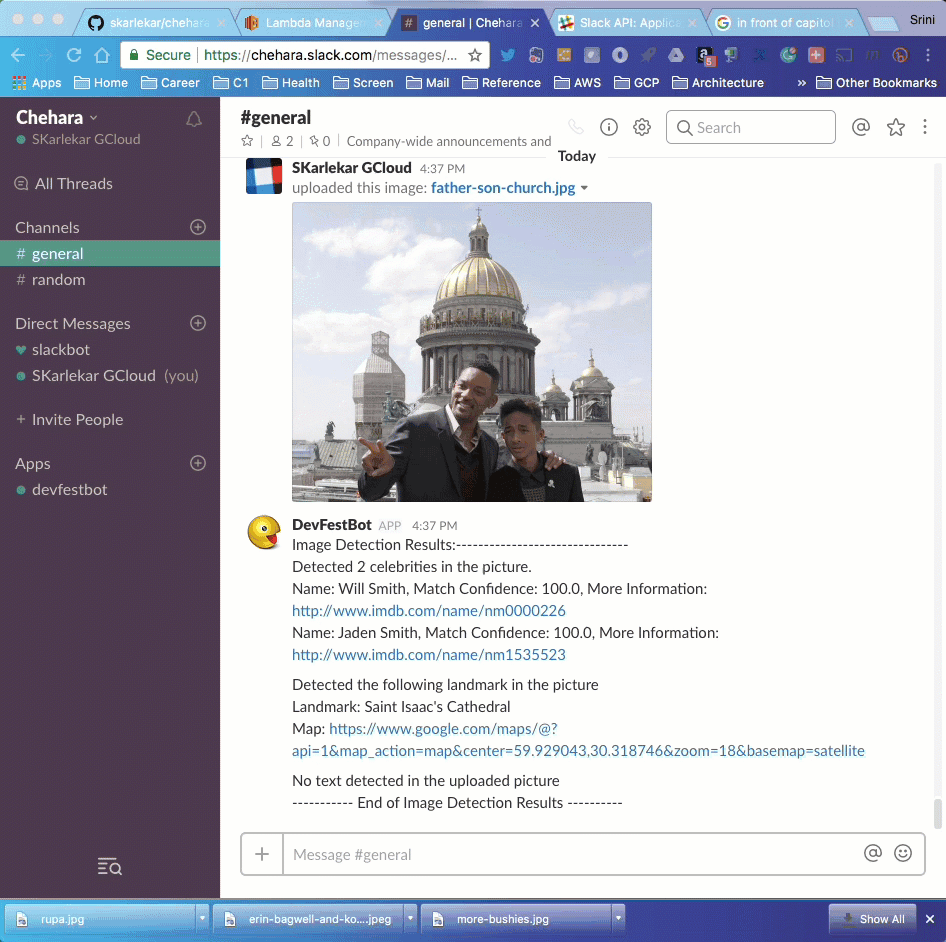 skarlekar/chehara
Lambda Managem
general | Chehara
Slack API: Applica
in front of capitol
Srini
Secure | https://chehara.slack.com/messages/...
5
Apps Home Career C1 Health Screen Mail Reference AWS GCP Architecture » Other Bookmarks
Chehara
SKarlekar GCloud
All Threads
Channels
# general
# random
Direct Messages
slackbot
SKarlekar GCloud (you)
+ Invite People
Apps
devfestbot
#general
2 | 0 | Company-wide announcements and
Search
Today
SKarlekar GCloud 4:37 PM
uploaded this image: father-son-church.jpg
DevFestBot APP 4:37 PM
Image Detection Results:-------------------------------
Detected 2 celebrities in the picture.
Name: Will Smith, Match Confidence: 100.0, More Information:
http://www.imdb.com/name/nm0000226
Name: Jaden Smith, Match Confidence: 100.0, More Information:
http://www.imdb.com/name/nm1535523
Detected the following landmark in the picture
Landmark: Saint Isaac's Cathedral
Map: https://www.google.com/maps/@?
api=1&map_action=map&center=59.929043,30.318746&zoom=18&basemap=satellite
No text detected in the uploaded picture
----------- End of Image Detection Results ----------
Message #general
rupa.jpg
erin-bagwell-and-ko....jpeg
more-bushies.jpg
Show All